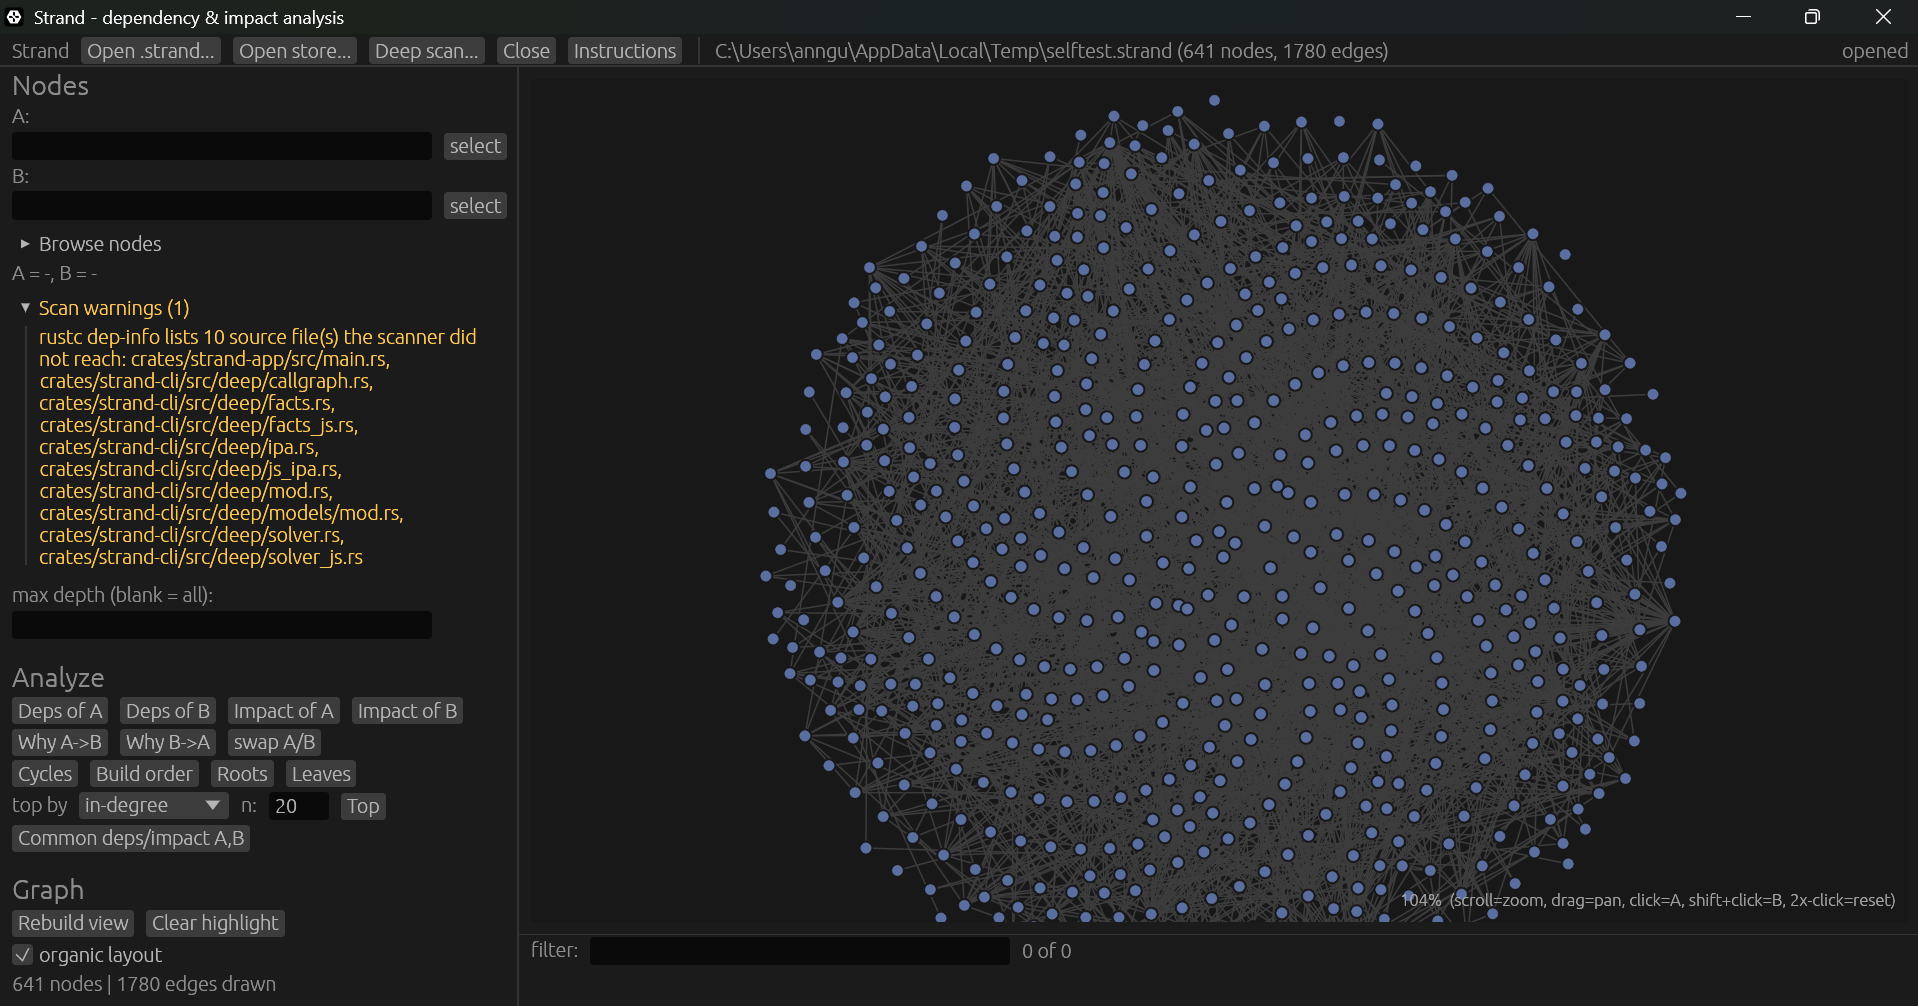 Strand - dependency & impact analysis
Strand Open .strand... Open store... Deep scan... Close Instructions C:\Users\anngu\AppData\Local\Temp\selftest.strand (641 nodes, 1780 edges) opened
Nodes
A:
select
B:
select
Browse nodes
A = -, B = -
Scan warnings (1)
rustc dep-info lists 10 source file(s) the scanner did
not reach: crates/strand-app/src/main.rs,
crates/strand-cli/src/deep/callgraph.rs,
crates/strand-cli/src/deep/facts.rs,
crates/strand-cli/src/deep/facts_js.rs,
crates/strand-cli/src/deep/ipa.rs,
crates/strand-cli/src/deep/js_ipa.rs,
crates/strand-cli/src/deep/mod.rs,
crates/strand-cli/src/deep/models/mod.rs,
crates/strand-cli/src/deep/solver.rs,
crates/strand-cli/src/deep/solver_js.rs
max depth (blank = all):
Analyze
Deps of A Deps of B Impact of A Impact of B
Why A->B Why B->A swap A/B
Cycles Build order Roots Leaves
top by in-degree n: 20 Top
Common deps/impact A,B
Graph
Rebuild view Clear highlight
organic layout
641 nodes | 1780 edges drawn
104% (scroll=zoom, drag=pan, click=A, shift+click=B, 2x-click=reset)
filter: 0 of 0